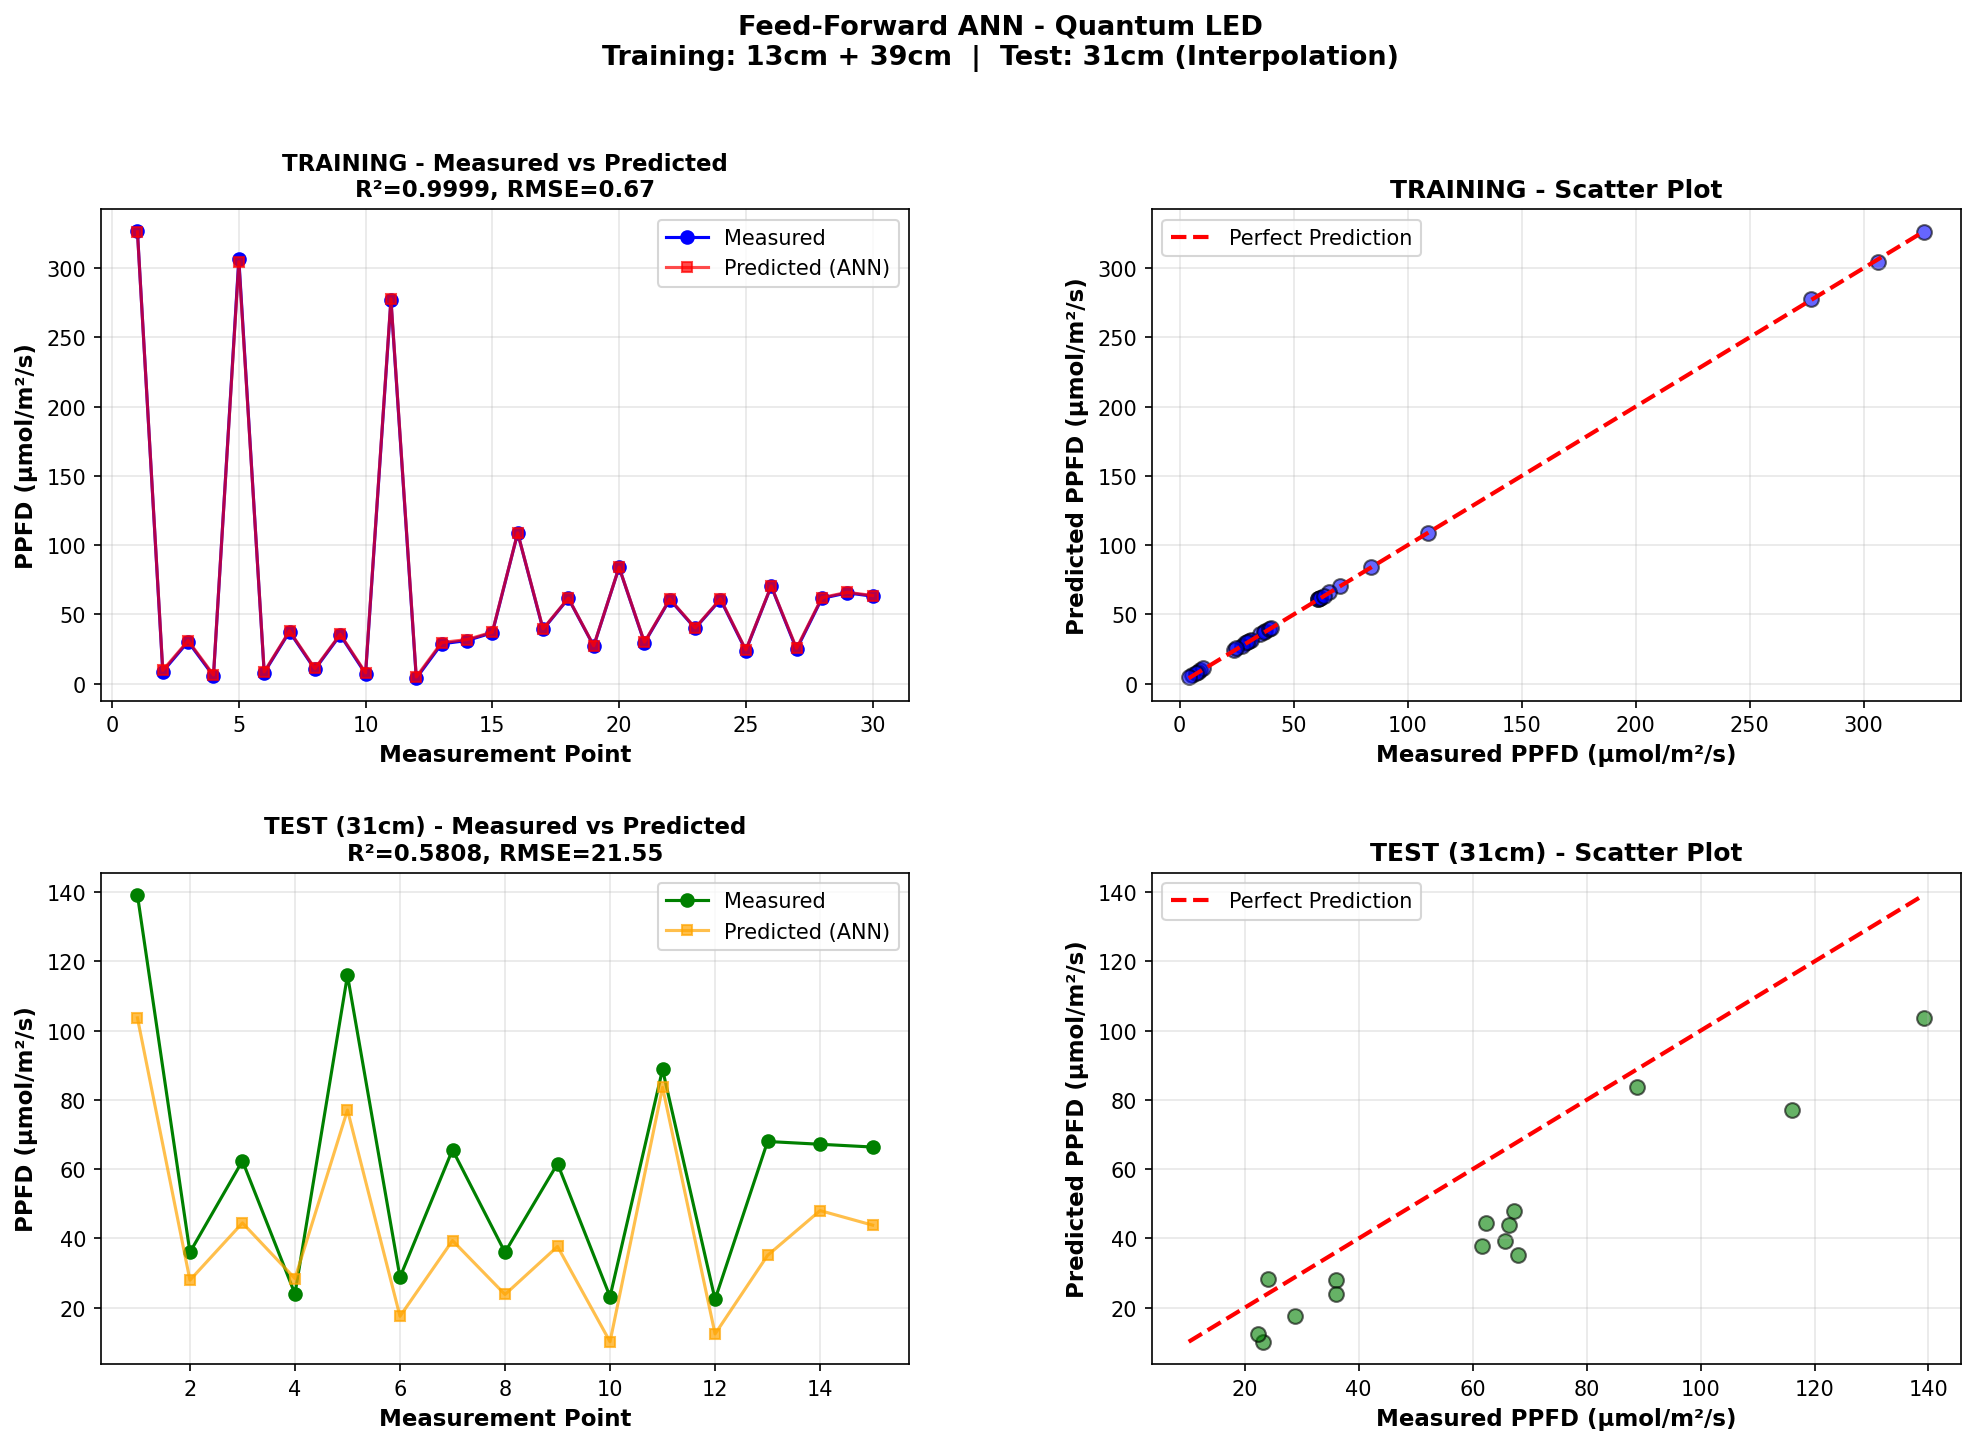 Feed-Forward ANN - Quantum LED
Training: 13cm + 39cm | Test: 31cm (Interpolation)
TRAINING - Measured vs Predicted
R²=0.9999, RMSE=0.67
Measured
Predicted (ANN)
PPFD (μmol/m²/s)
300
250
200
150
100
50
0
0 5 10 15 20 25 30
Measurement Point
TRAINING - Scatter Plot
Perfect Prediction
Predicted PPFD (μmol/m²/s)
300
250
200
150
100
50
0
0 50 100 150 200 250 300
Measured PPFD (μmol/m²/s)
TEST (31cm) - Measured vs Predicted
R²=0.5808, RMSE=21.55
Measured
Predicted (ANN)
PPFD (μmol/m²/s)
140
120
100
80
60
40
20
2 4 6 8 10 12 14
Measurement Point
TEST (31cm) - Scatter Plot
Perfect Prediction
Predicted PPFD (μmol/m²/s)
140
120
100
80
60
40
20
20 40 60 80 100 120 140
Measured PPFD (μmol/m²/s)